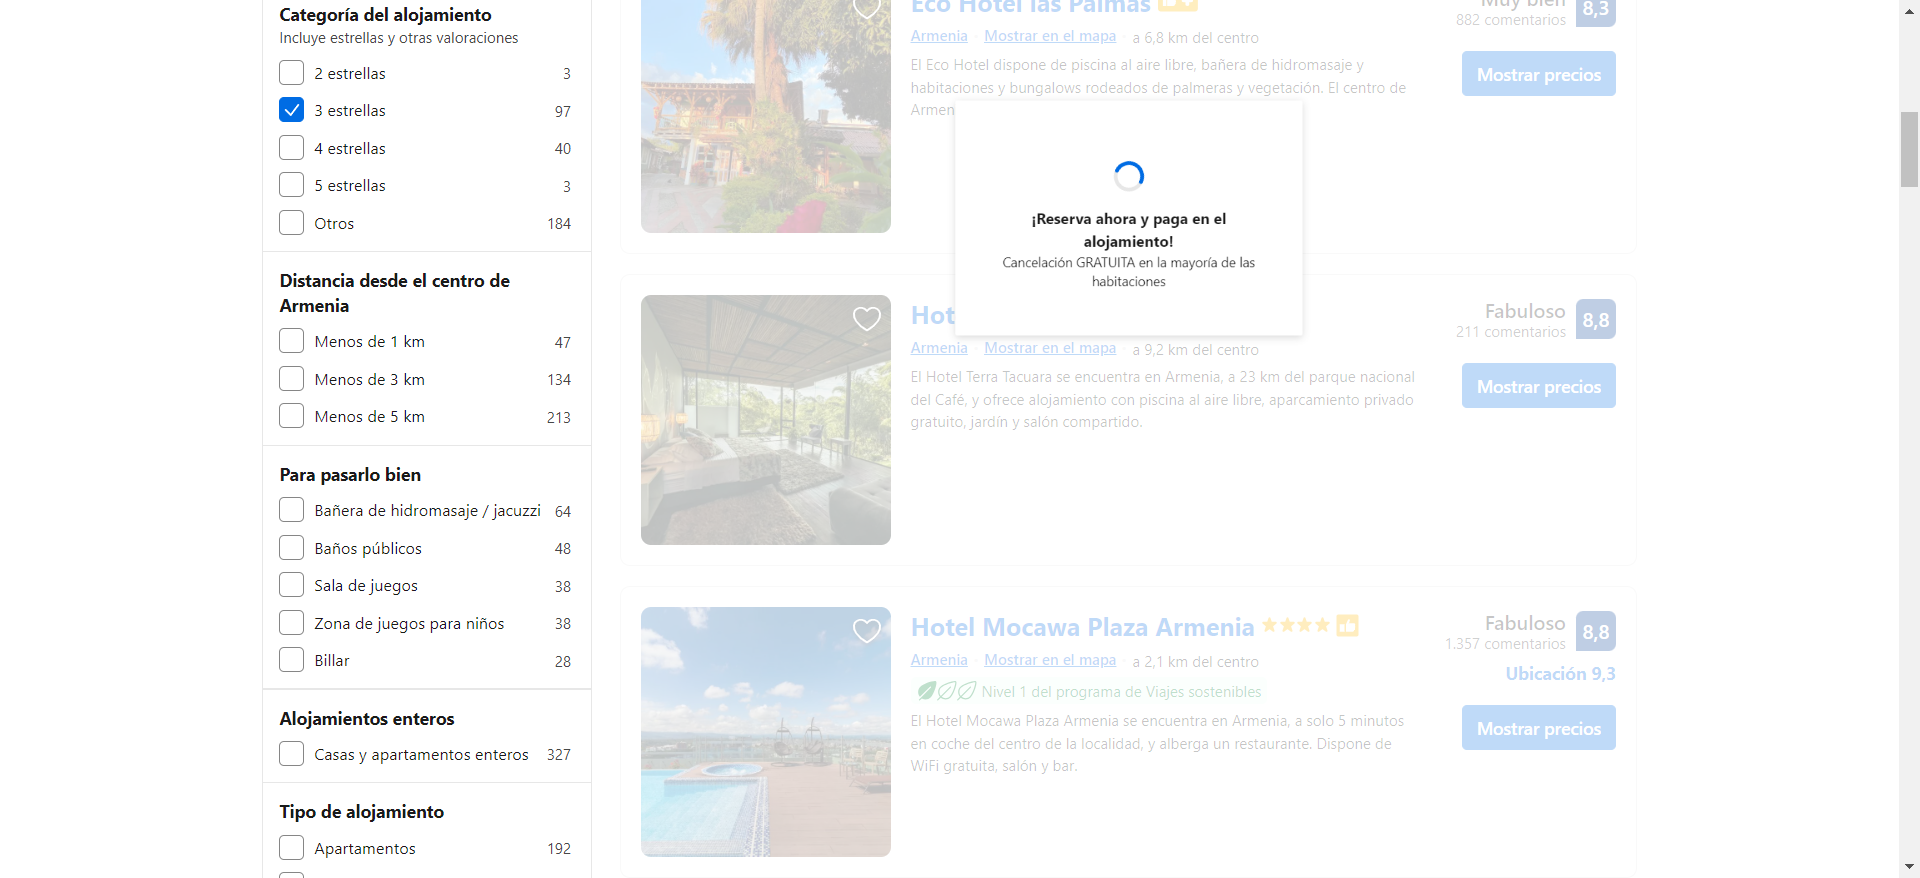 Categoría del alojamiento
Incluye estrellas y otras valoraciones
2 estrellas 3
3 estrellas 97
4 estrellas 40
5 estrellas 3
Otros 184
Distancia desde el centro de
Armenia
Menos de 1 km 47
Menos de 3 km 134
Menos de 5 km 213
Para pasarlo bien
Bañera de hidromasaje / jacuzzi 64
Baños públicos 48
Sala de juegos 38
Zona de juegos para niños 38
Billar 28
Alojamientos enteros
Casas y apartamentos enteros 327
Tipo de alojamiento
Apartamentos 192
Eco Hotel las Palmas
Muy bien 8,3
882 comentarios
Armenia Mostrar en el mapa a 6,8 km del centro
El Eco Hotel dispone de piscina al aire libre, bañera de hidromasaje y
habitaciones y bungalows rodeados de palmeras y vegetación. El centro de
Armen
Mostrar precios
¡Reserva ahora y paga en el
alojamiento!
Cancelación GRATUITA en la mayoría de las
habitaciones
Hot
Fabuloso 8,8
211 comentarios
Armenia Mostrar en el mapa a 9,2 km del centro
El Hotel Terra Tacuara se encuentra en Armenia, a 23 km del parque nacional
del Café, y ofrece alojamiento con piscina al aire libre, aparcamiento privado
gratuito, jardín y salón compartido.
Mostrar precios
Hotel Mocawa Plaza Armenia
Fabuloso 8,8
1.357 comentarios
Armenia Mostrar en el mapa a 2,1 km del centro
Ubicación 9,3
Nivel 1 del programa de Viajes sostenibles
El Hotel Mocawa Plaza Armenia se encuentra en Armenia, a solo 5 minutos
en coche del centro de la localidad, y alberga un restaurante. Dispone de
WiFi gratuita, salón y bar.
Mostrar precios